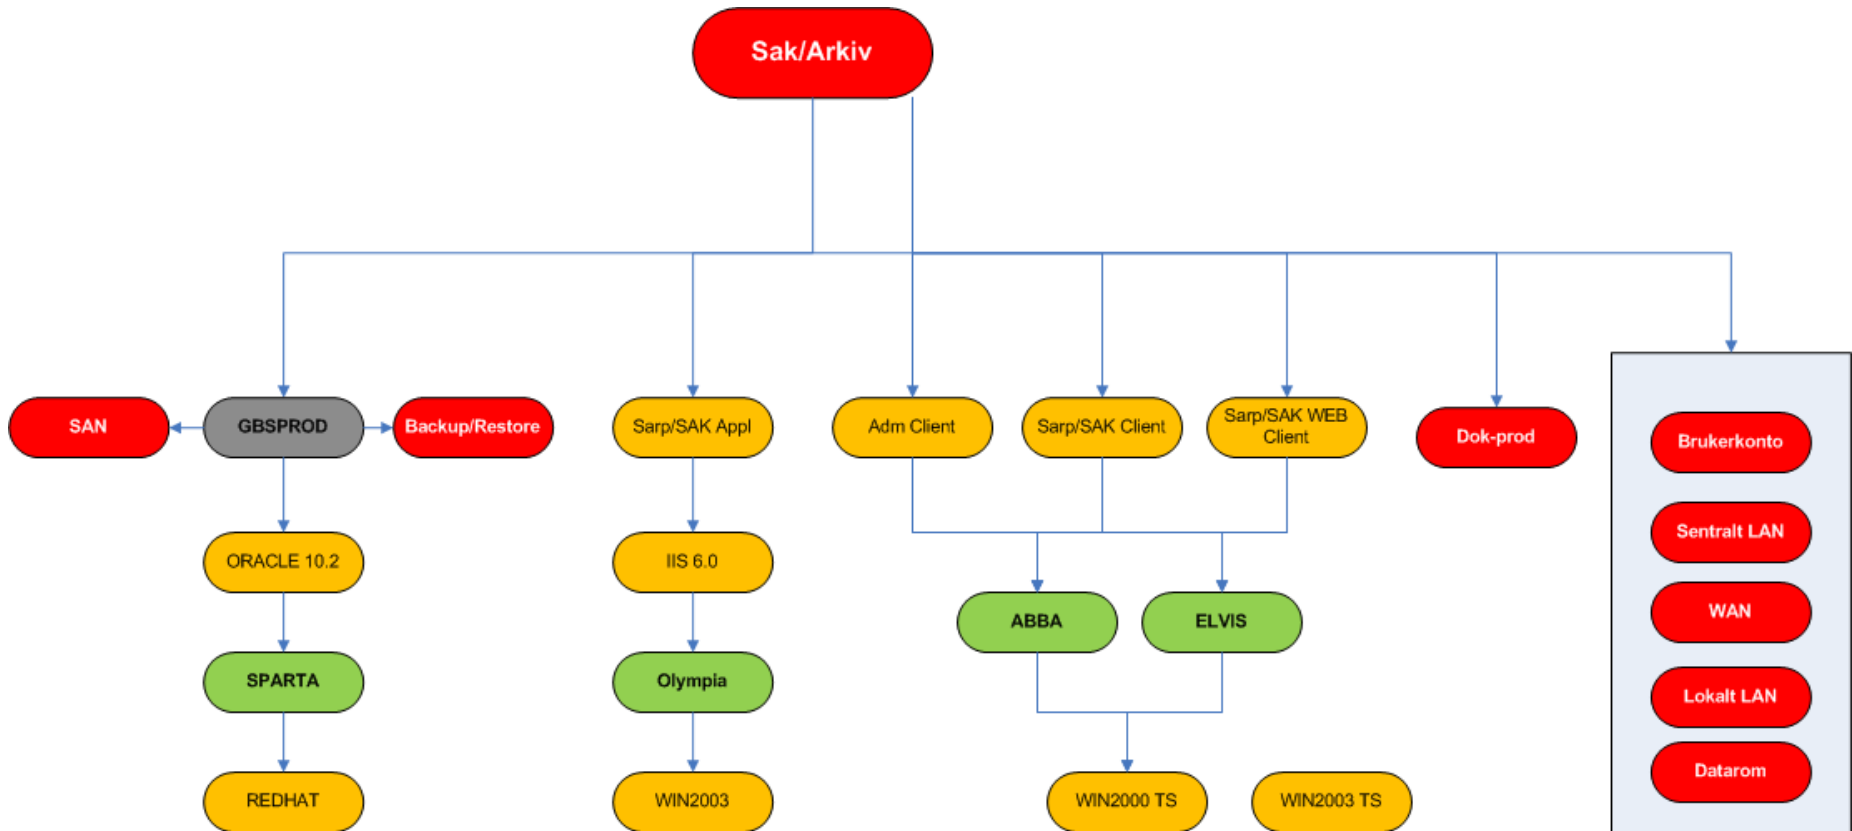 Sak/Arkiv
SAN
GBSPROD
Backup/Restore
Sarp/SAK Appl
Adm Client
Sarp/SAK Client
Sarp/SAK WEB
Client
Dok-prod
Brukerkonto
ORACLE 10.2
IIS 6.0
Sentralt LAN
ABBA
ELVIS
WAN
SPARTA
Olympia
Lokalt LAN
Datarom
REDHAT
WIN2003
WIN2000 TS
WIN2003 TS